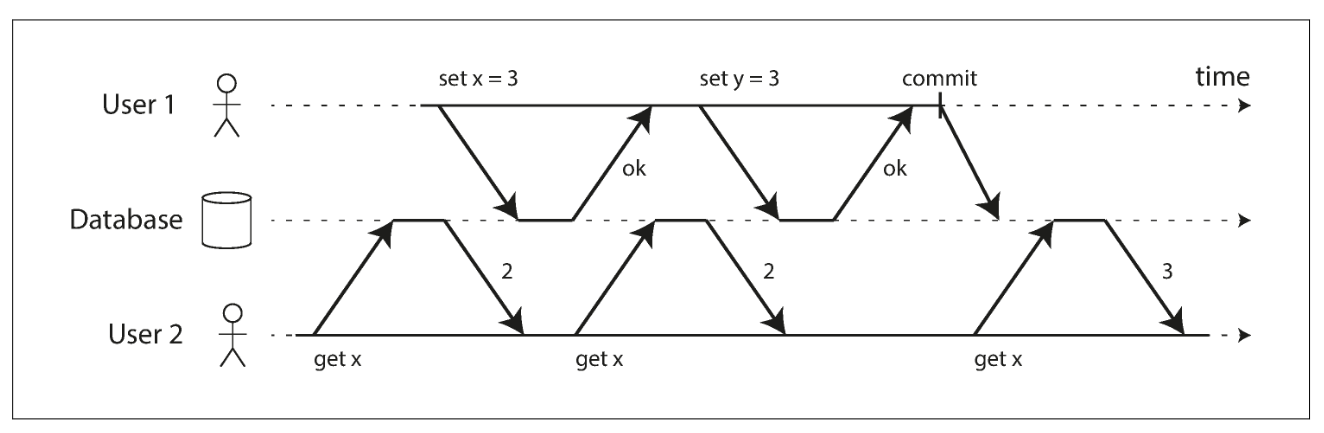 set x = 3 set y = 3 commit time
User 1
ok ok
Database
2 2 3
User 2
get x get x get x